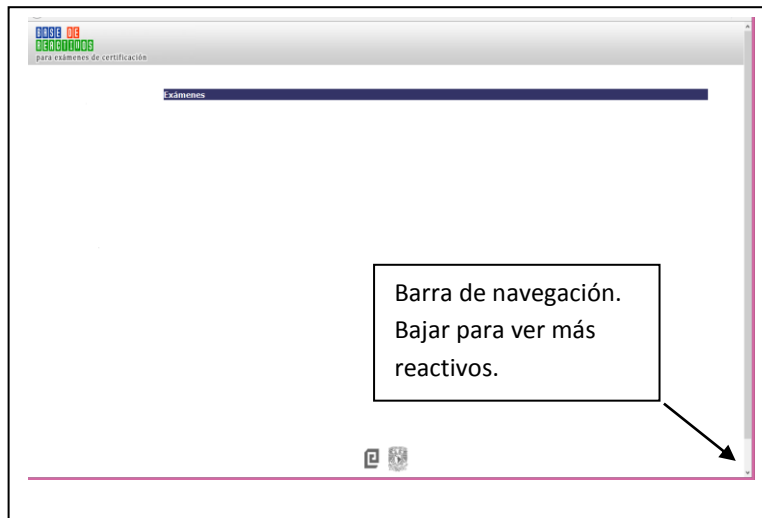 BASE DE
REACTIVOS
para exámenes de certificación
Exámenes
Barra de navegación.
Bajar para ver más
reactivos.